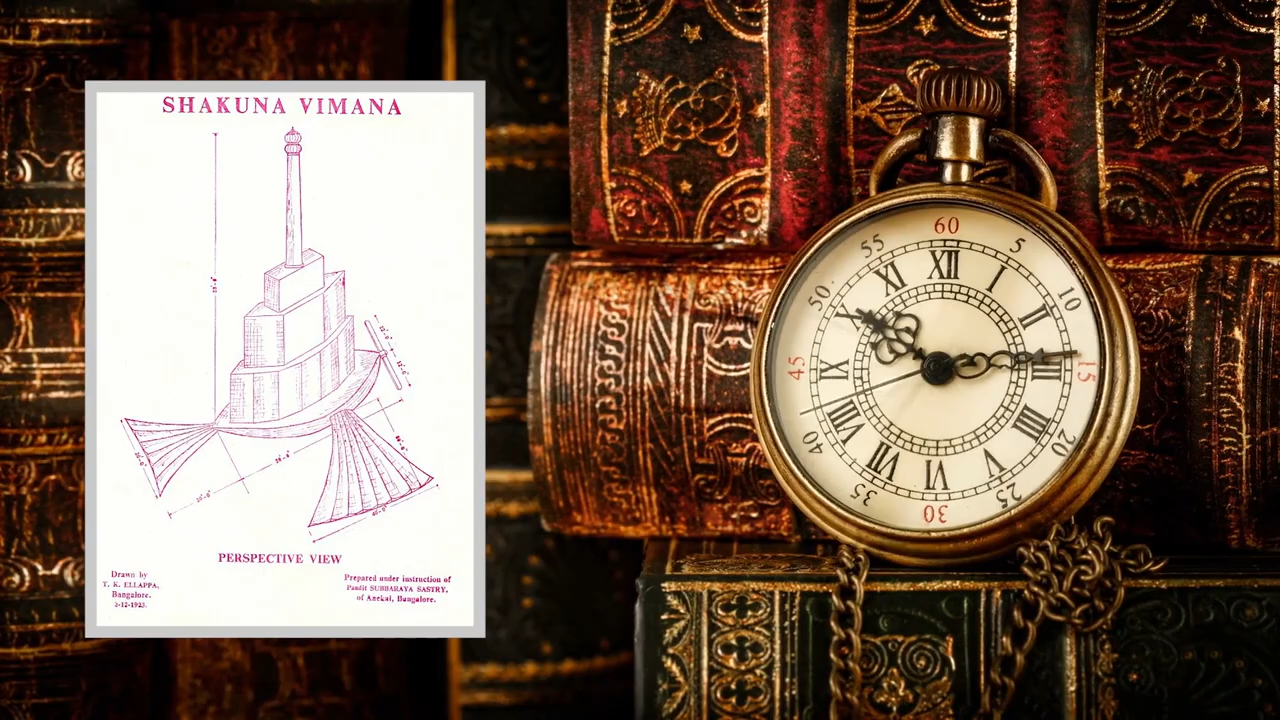 SHAKUNA VIMANA
PERSPECTIVE VIEW
Drawn by
T. K. ELLAPPA,
Bangalore.
2-12-1923.
Prepared under instruction of
Pandit SUBBARAYA SASTRY,
of Anekal, Bangalore.
60
5
10
15
20
25
30
35
40
45
50
55
XII
I
II
III
IIII
V
VI
VII
VIII
IX
X
XI